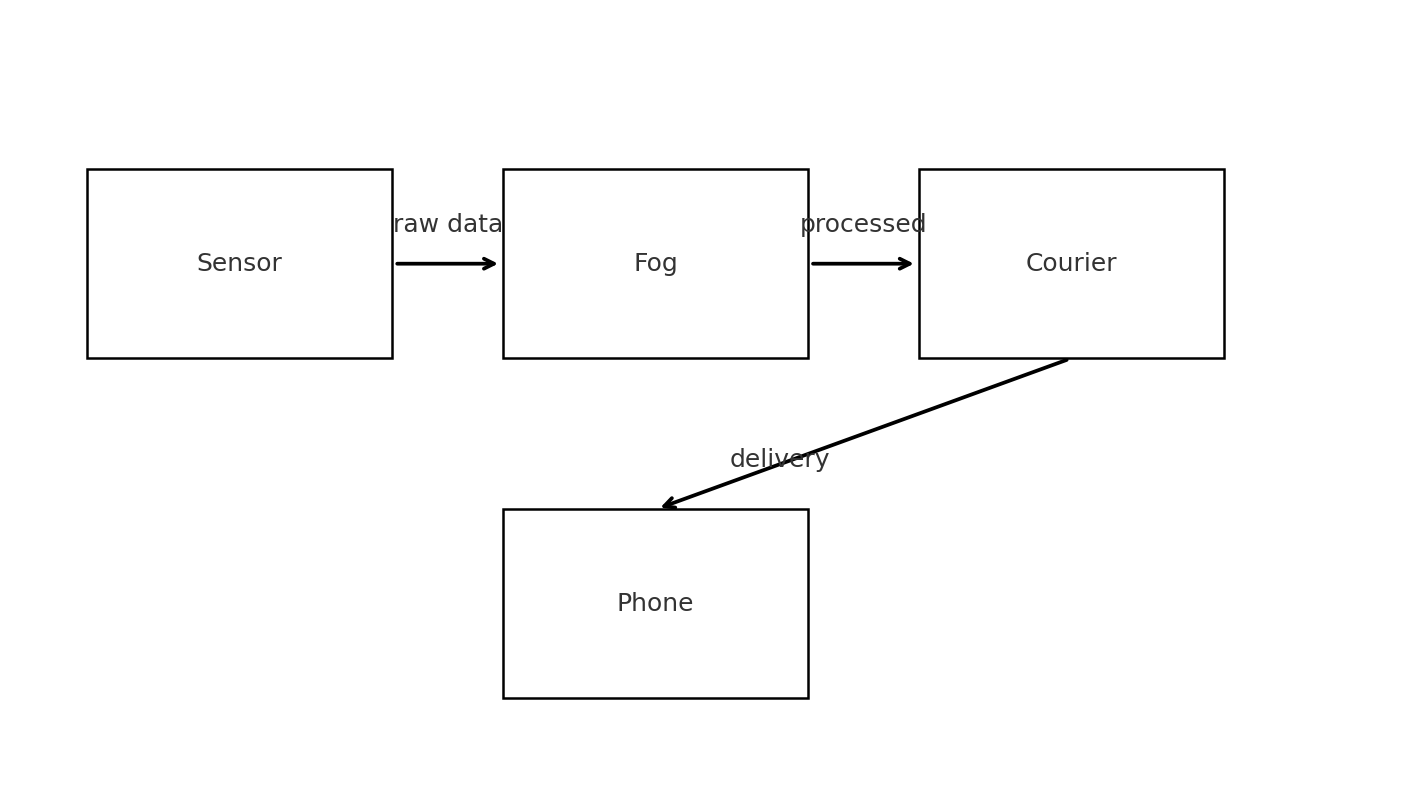 raw data
processed
Sensor
Fog
Courier
delivery
Phone